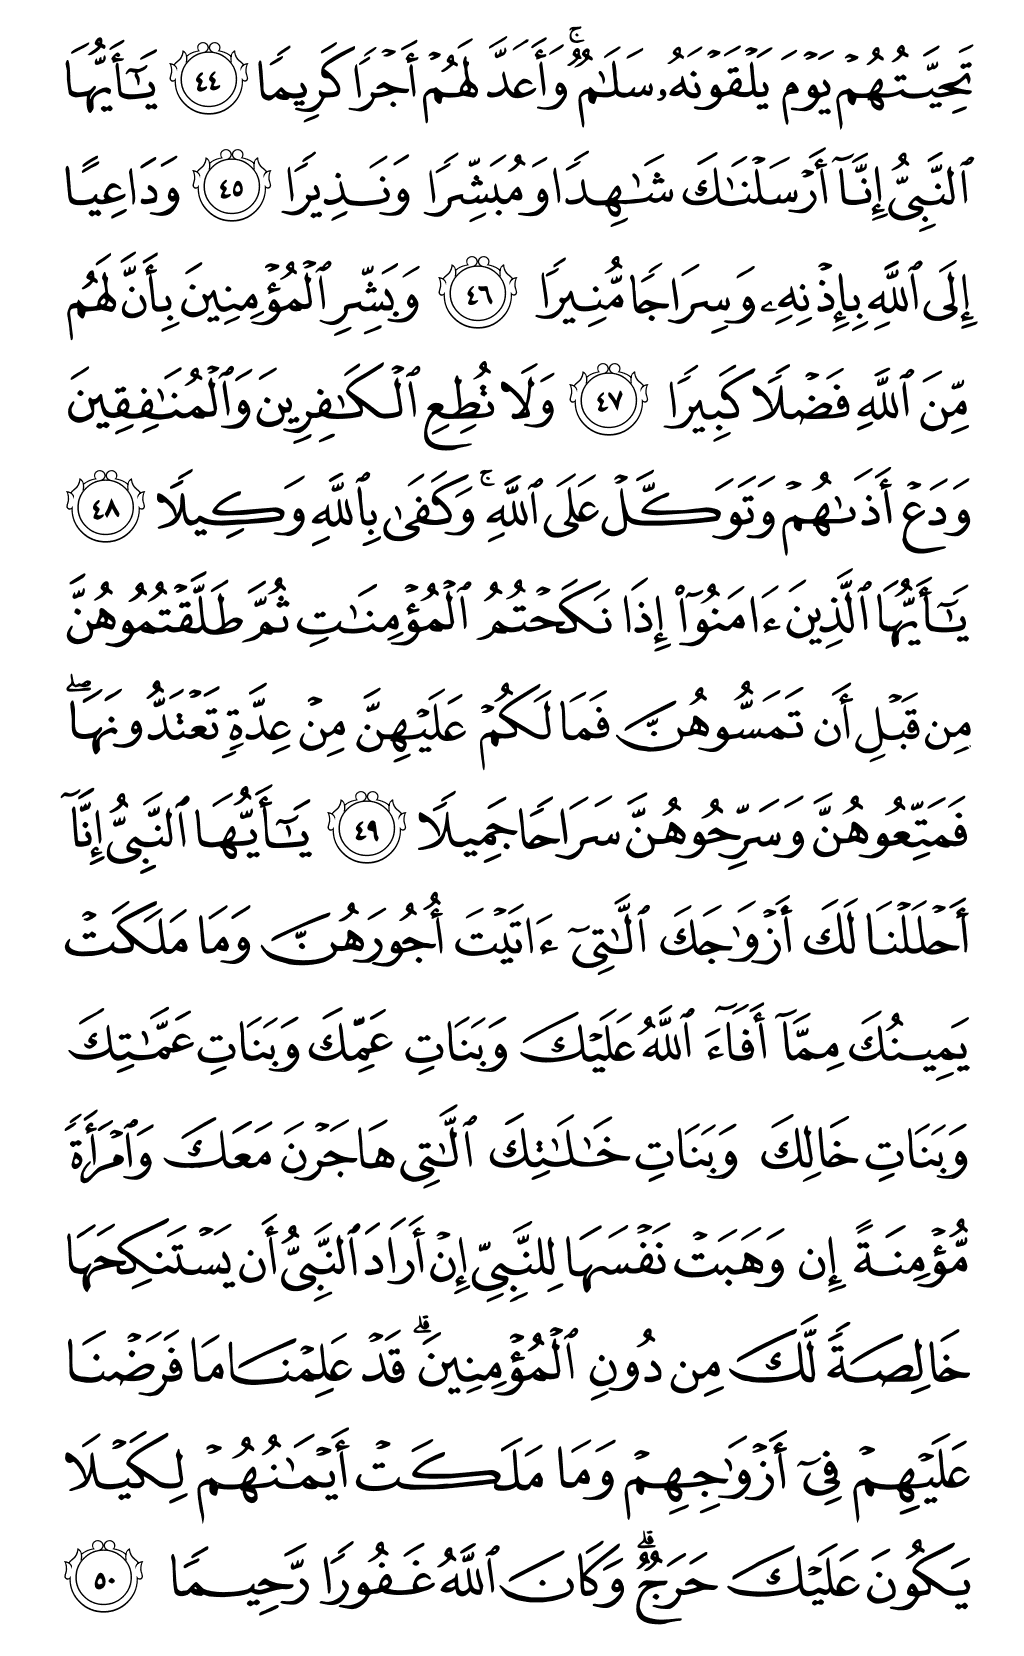 تَحِيَّتُهُمْ يَوْمَ يَلْقَوْنَهُۥ سَلَٰمٌۚ وَأَعَدَّ لَهُمْ أَجْرًا كَرِيمًا ٤٤ يَٰٓأَيُّهَا
ٱلنَّبِىُّ إِنَّآ أَرْسَلْنَٰكَ شَٰهِدًا وَمُبَشِّرًا وَنَذِيرًا ٤٥ وَدَاعِيًا
إِلَى ٱللَّهِ بِإِذْنِهِۦ وَسِرَاجًا مُّنِيرًا ٤٦ وَبَشِّرِ ٱلْمُؤْمِنِينَ بِأَنَّ لَهُم
مِّنَ ٱللَّهِ فَضْلًا كَبِيرًا ٤٧ وَلَا تُطِعِ ٱلْكَٰفِرِينَ وَٱلْمُنَٰفِقِينَ
وَدَعْ أَذَىٰهُمْ وَتَوَكَّلْ عَلَى ٱللَّهِۚ وَكَفَىٰ بِٱللَّهِ وَكِيلًا ٤٨
يَٰٓأَيُّهَا ٱلَّذِينَ ءَامَنُوٓا۟ إِذَا نَكَحْتُمُ ٱلْمُؤْمِنَٰتِ ثُمَّ طَلَّقْتُمُوهُنَّ
مِن قَبْلِ أَن تَمَسُّوهُنَّ فَمَا لَكُمْ عَلَيْهِنَّ مِنْ عِدَّةٍ تَعْتَدُّونَهَاۖ
فَمَتِّعُوهُنَّ وَسَرِّحُوهُنَّ سَرَاحًا جَمِيلًا ٤٩ يَٰٓأَيُّهَا ٱلنَّبِىُّ إِنَّآ
أَحْلَلْنَا لَكَ أَزْوَٰجَكَ ٱلَّٰتِىٓ ءَاتَيْتَ أُجُورَهُنَّ وَمَا مَلَكَتْ
يَمِينُكَ مِمَّآ أَفَآءَ ٱللَّهُ عَلَيْكَ وَبَنَاتِ عَمِّكَ وَبَنَاتِ عَمَّٰتِكَ
وَبَنَاتِ خَالِكَ وَبَنَاتِ خَٰلَٰتِكَ ٱلَّٰتِى هَاجَرْنَ مَعَكَ وَٱمْرَأَةً
مُّؤْمِنَةً إِن وَهَبَتْ نَفْسَهَا لِلنَّبِىِّ إِنْ أَرَادَ ٱلنَّبِىُّ أَن يَسْتَنكِحَهَا
خَالِصَةً لَّكَ مِن دُونِ ٱلْمُؤْمِنِينَۗ قَدْ عَلِمْنَا مَا فَرَضْنَا
عَلَيْهِمْ فِىٓ أَزْوَٰجِهِمْ وَمَا مَلَكَتْ أَيْمَٰنُهُمْ لِكَيْلَا
يَكُونَ عَلَيْكَ حَرَجٌۗ وَكَانَ ٱللَّهُ غَفُورًا رَّحِيمًا ٥٠